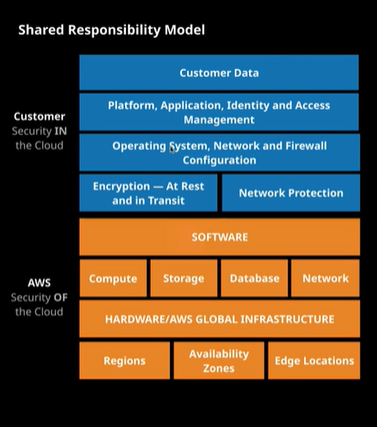 Shared Responsibility Model
Customer
Security IN
the Cloud
Customer Data
Platform, Application, Identity and Access
Management
Operating System, Network and Firewall
Configuration
Encryption — At Rest
and in Transit
Network Protection
AWS
Security OF
the Cloud
SOFTWARE
Compute
Storage
Database
Network
HARDWARE/AWS GLOBAL INFRASTRUCTURE
Regions
Availability
Zones
Edge Locations